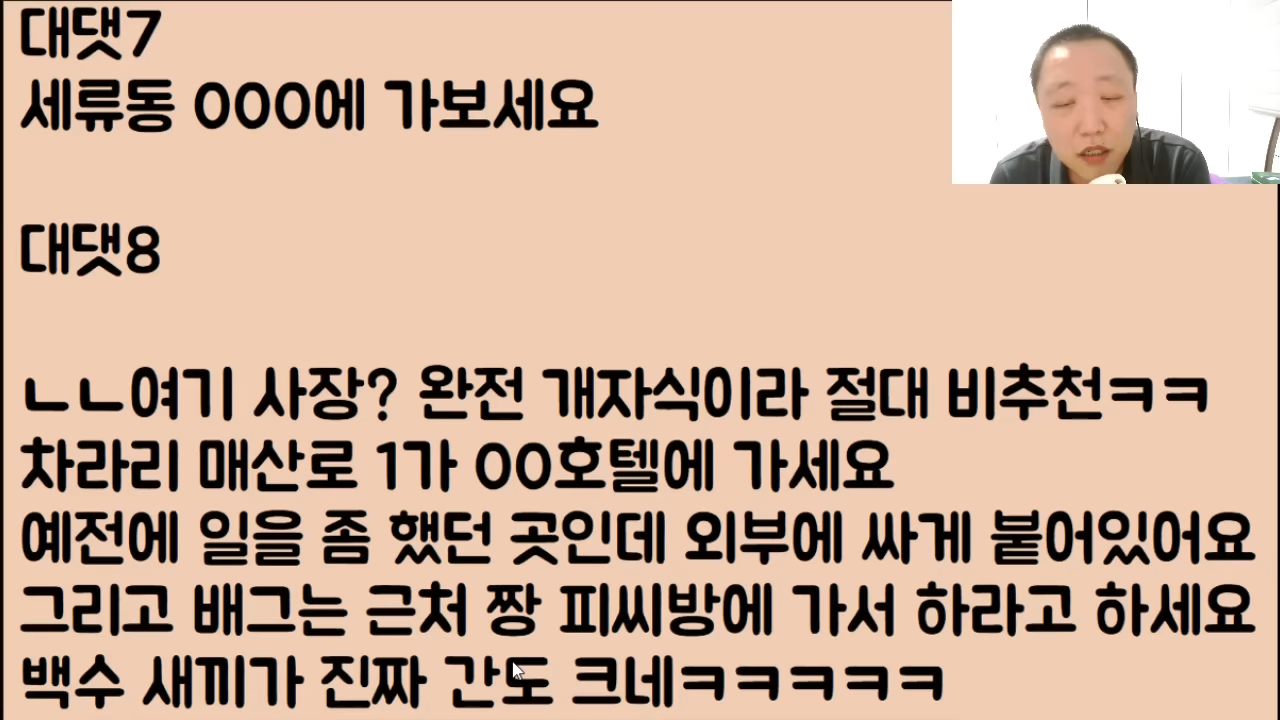 대댓7
세류동 OOO에 가보세요
대댓8
ㄴㄴ여기 사장? 완전 개자식이라 절대 비추천ㅋㅋ
차라리 매산로 1가 OO호텔에 가세요
예전에 일을 좀 했던 곳인데 외부에 싸게 붙어있어요
그리고 배그는 근처 짱 피씨방에 가서 하라고 하세요
백수 새끼가 진짜 간도 크네ㅋㅋㅋㅋㅋ